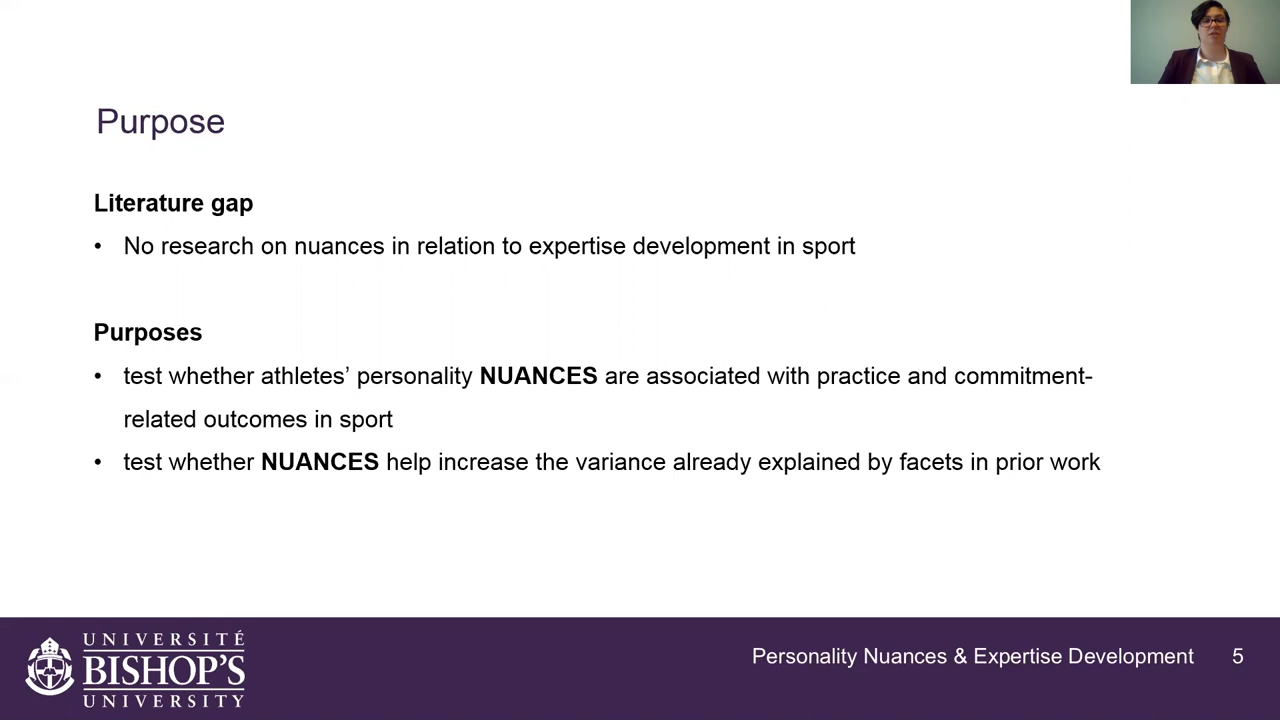 Purpose
Literature gap
• No research on nuances in relation to expertise development in sport
Purposes
• test whether athletes’ personality NUANCES are associated with practice and commitment-
related outcomes in sport
• test whether NUANCES help increase the variance already explained by facets in prior work
UNIVERSITÉ
BISHOP'S
UNIVERSITY
Personality Nuances & Expertise Development 5